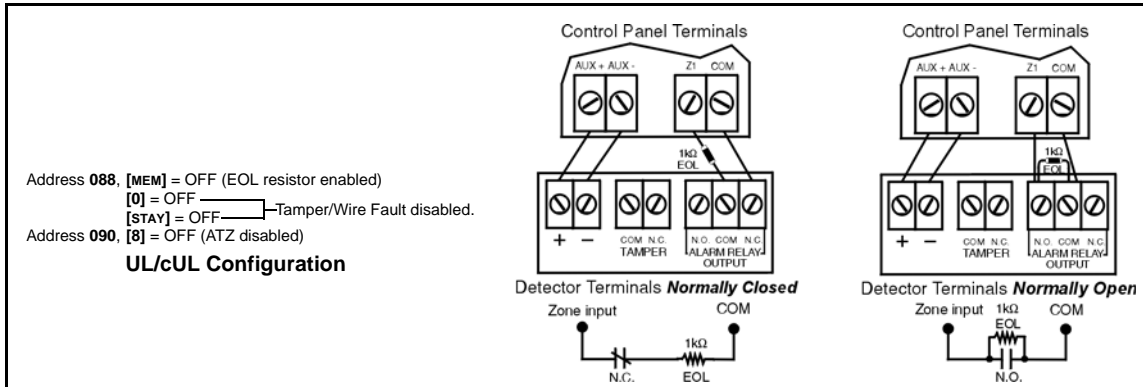 Address 088, [MEM] = OFF (EOL resistor enabled)
[0] = OFF
[STAY] = OFF
Tamper/Wire Fault disabled.
Address 090, [8] = OFF (ATZ disabled)
UL/cUL Configuration
Control Panel Terminals
AUX + AUX - Z1 COM
1kΩ
EOL
+ - COM N.C. N.O. COM N.C.
TAMPER ALARM RELAY
OUTPUT
Detector Terminals Normally Closed
Zone input COM
1kΩ
N.C. EOL
Control Panel Terminals
AUX + AUX - Z1 COM
1kΩ
EOL
+ - COM N.C. N.O. COM N.C.
TAMPER ALARM RELAY
OUTPUT
Detector Terminals Normally Open
Zone input 1kΩ COM
EOL
N.O.